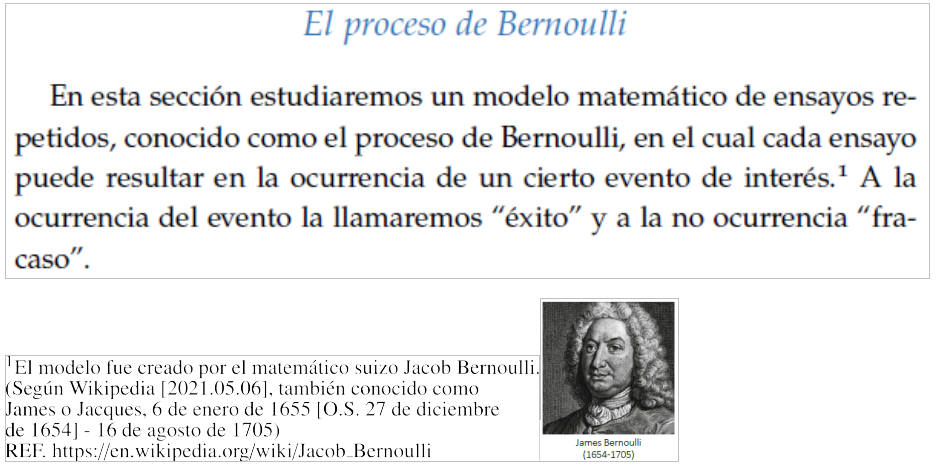 El proceso de Bernoulli
En esta sección estudiaremos un modelo matemático de ensayos re-
petidos, conocido como el proceso de Bernoulli, en el cual cada ensayo
puede resultar en la ocurrencia de un cierto evento de interés.¹ A la
ocurrencia del evento la llamaremos “éxito” y a la no ocurrencia “fra-
caso”.
¹El modelo fue creado por el matemático suizo Jacob Bernoulli.
(Según Wikipedia [2021.05.06], también conocido como
James o Jacques, 6 de enero de 1655 [O.S. 27 de diciembre
de 1654] - 16 de agosto de 1705)
REF. https://en.wikipedia.org/wiki/Jacob_Bernoulli
James Bernoulli
(1654-1705)